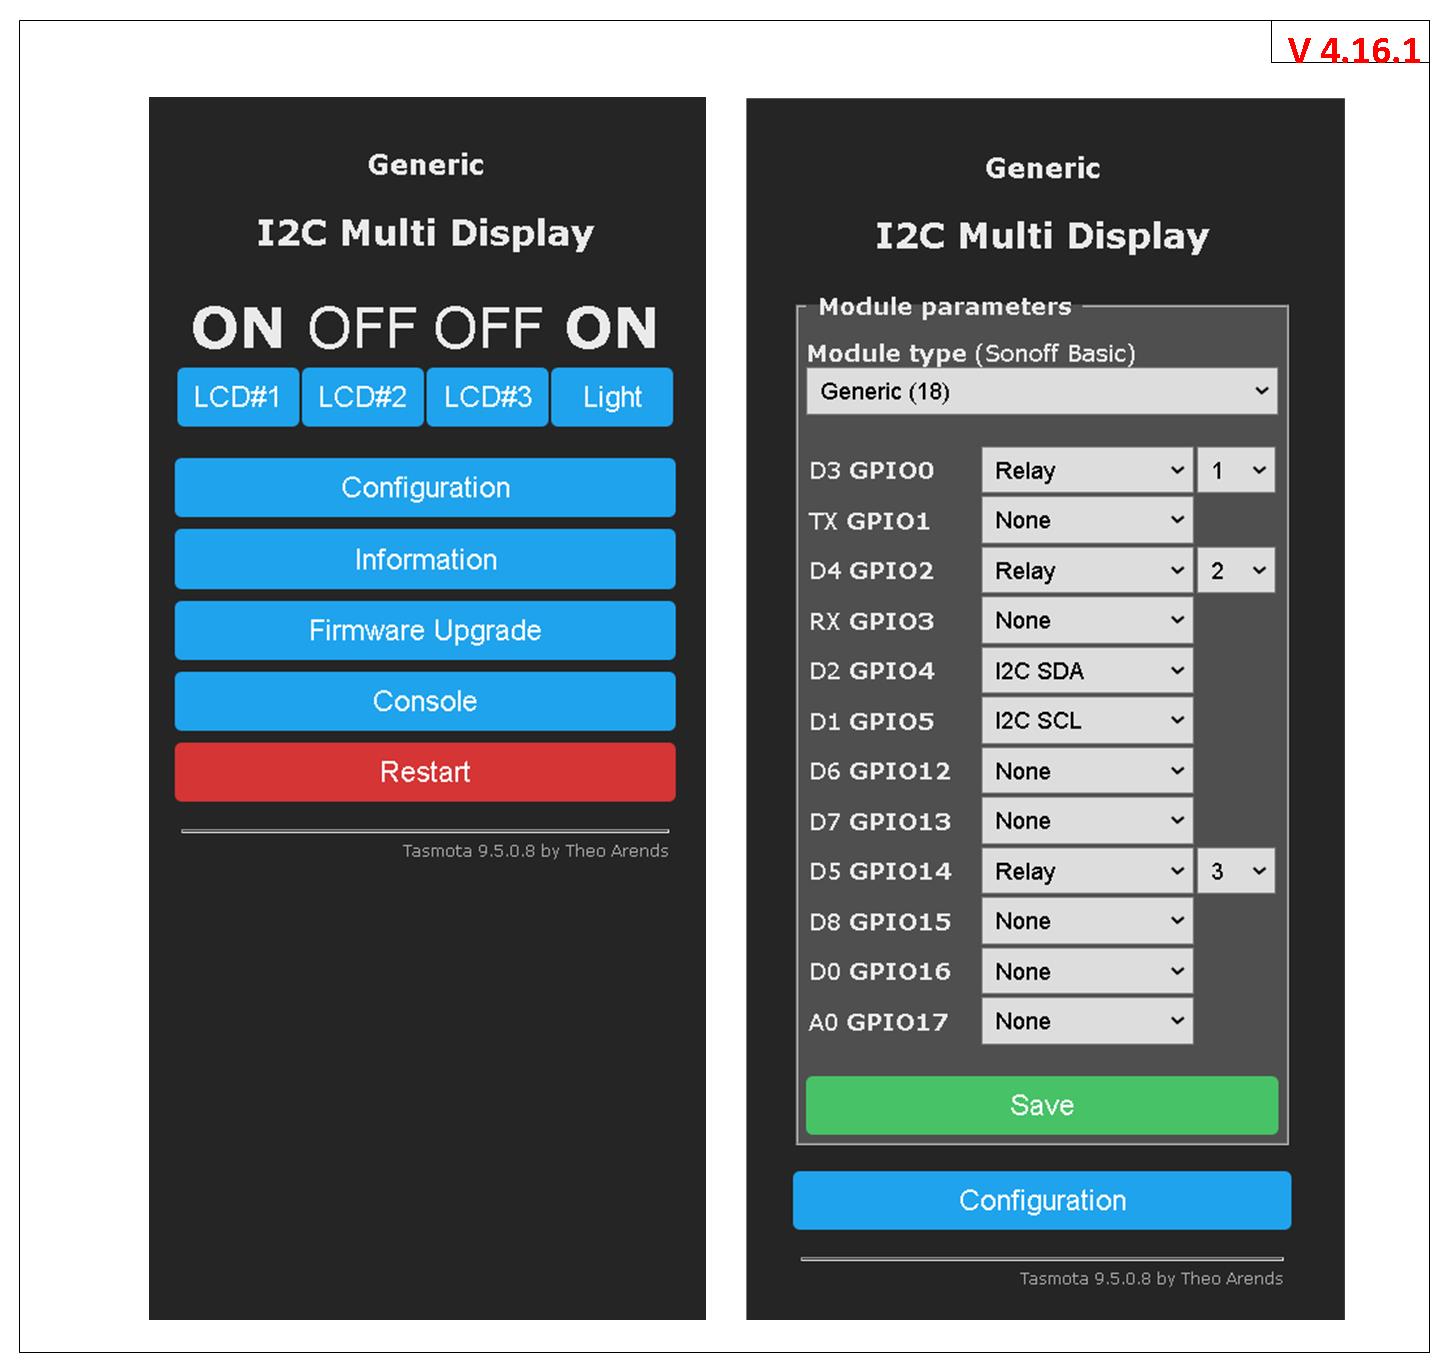 V 4.16.1
Generic
I2C Multi Display
ON OFF OFF ON
LCD#1 LCD#2 LCD#3 Light
Configuration
Information
Firmware Upgrade
Console
Restart
Tasmota 9.5.0.8 by Theo Arends
Generic
I2C Multi Display
Module parameters
Module type (Sonoff Basic)
Generic (18)
D3 GPIO0 Relay 1
TX GPIO1 None
D4 GPIO2 Relay 2
RX GPIO3 None
D2 GPIO4 I2C SDA
D1 GPIO5 I2C SCL
D6 GPIO12 None
D7 GPIO13 None
D5 GPIO14 Relay 3
D8 GPIO15 None
D0 GPIO16 None
A0 GPIO17 None
Save
Configuration
Tasmota 9.5.0.8 by Theo Arends